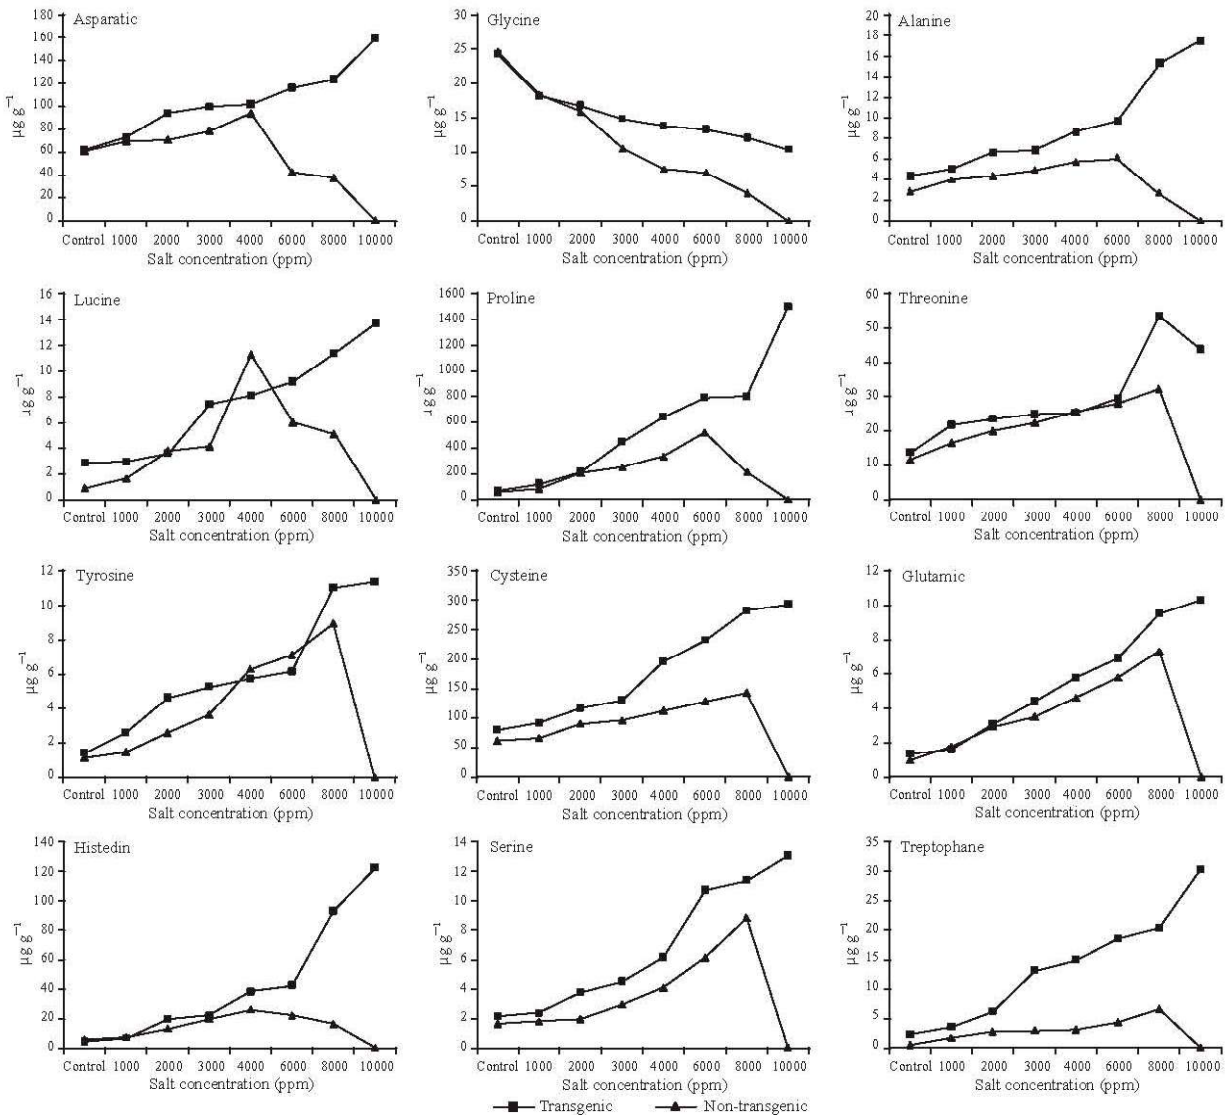 Asparatic
180
160
140
120
100
80
60
40
20
0
µg g⁻¹
Control 1000 2000 3000 4000 6000 8000 10000
Salt concentration (ppm)
Glycine
30
25
20
15
10
5
0
µg g⁻¹
Control 1000 2000 3000 4000 6000 8000 10000
Salt concentration (ppm)
Alanine
20
18
16
14
12
10
8
6
4
2
0
µg g⁻¹
Control 1000 2000 3000 4000 6000 8000 10000
Salt concentration (ppm)
Lucine
16
14
12
10
8
6
4
2
0
µg g⁻¹
Control 1000 2000 3000 4000 6000 8000 10000
Salt concentration (ppm)
Proline
1600
1400
1200
1000
800
600
400
200
0
µg g⁻¹
Control 1000 2000 3000 4000 6000 8000 10000
Salt concentration (ppm)
Threonine
60
50
40
30
20
10
0
µg g⁻¹
Control 1000 2000 3000 4000 6000 8000 10000
Salt concentration (ppm)
Tyrosine
12
10
8
6
4
2
0
µg g⁻¹
Control 1000 2000 3000 4000 6000 8000 10000
Salt concentration (ppm)
Cysteine
350
300
250
200
150
100
50
0
µg g⁻¹
Control 1000 2000 3000 4000 6000 8000 10000
Salt concentration (ppm)
Glutamic
12
10
8
6
4
2
0
µg g⁻¹
Control 1000 2000 3000 4000 6000 8000 10000
Salt concentration (ppm)
Histedin
140
120
100
80
60
40
20
0
µg g⁻¹
Control 1000 2000 3000 4000 6000 8000 10000
Salt concentration (ppm)
Serine
14
12
10
8
6
4
2
0
µg g⁻¹
Control 1000 2000 3000 4000 6000 8000 10000
Salt concentration (ppm)
Treptophane
35
30
25
20
15
10
5
0
µg g⁻¹
Control 1000 2000 3000 4000 6000 8000 10000
Salt concentration (ppm)
Transgenic Non-transgenic